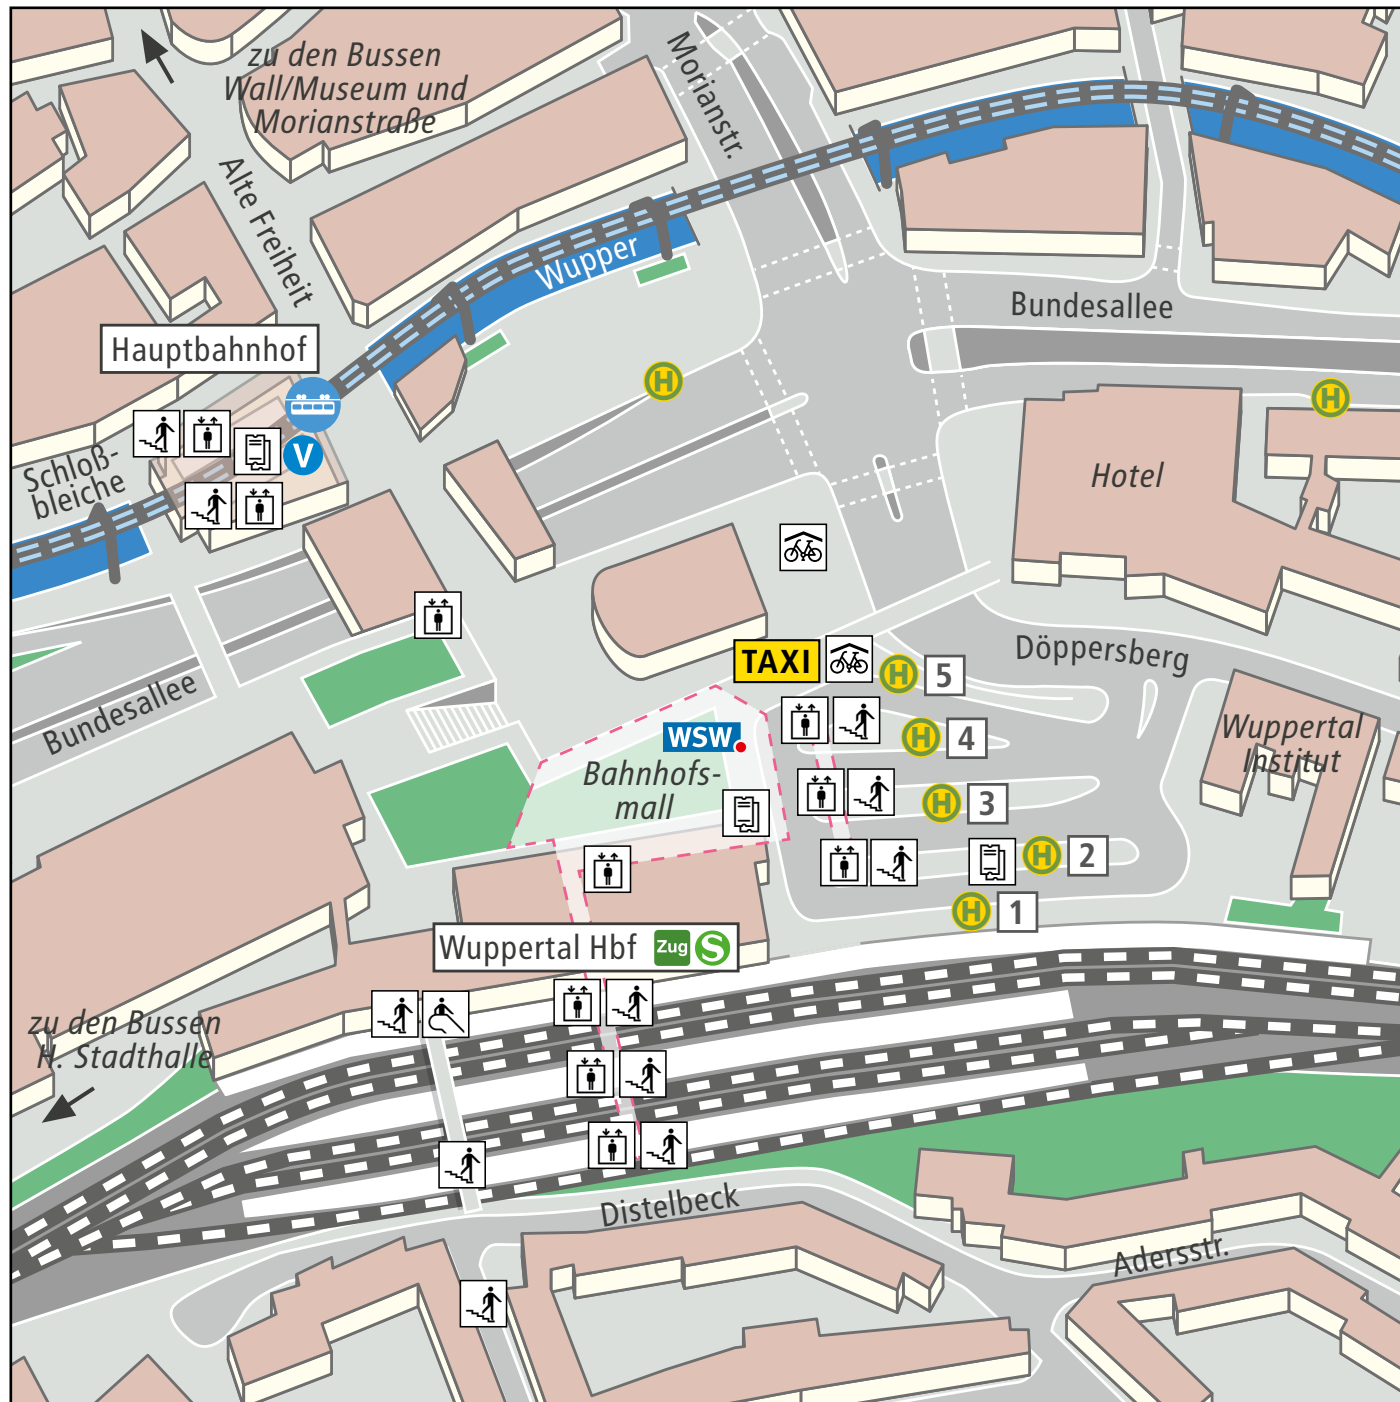 zu den Bussen
Wall/Museum und
Morianstraße
Morianstr.
Alte Freiheit
Wupper
Bundesallee
Hauptbahnhof
H
H
V
Schloß-
bleiche
Hotel
Bundesallee
TAXI
H 5
Döppersberg
WSW.
H 4
Wuppertal
Institut
Bahnhofs-
mall
H 3
H 2
H 1
Wuppertal Hbf Zug S
zu den Bussen
H. Stadthalle
Distelbeck
Adersstr.